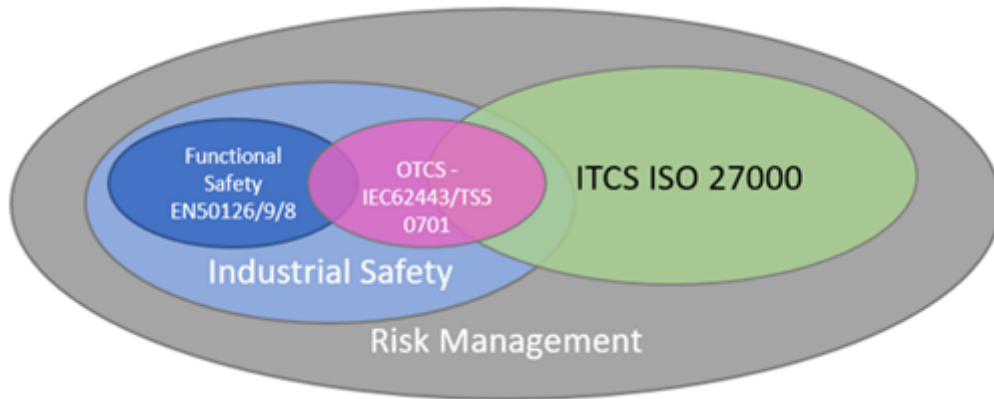 Functional
Safety
EN50126/9/8
OTCS -
IEC62443/TS5
0701
ITCS ISO 27000
Industrial Safety
Risk Management